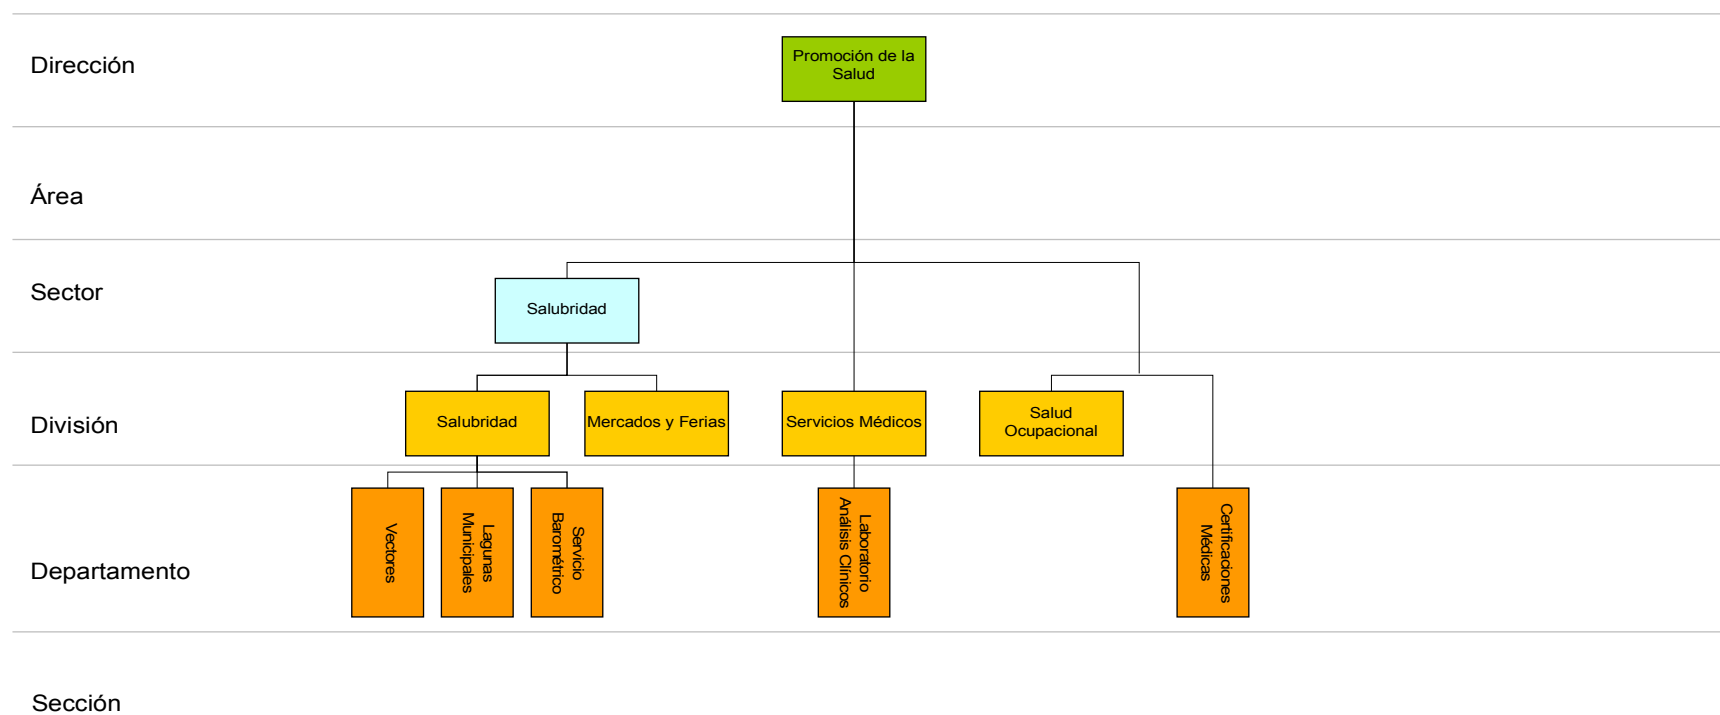 Dirección
Promoción de la
Salud
Área
Sector
Salubridad
División
Salubridad
Mercados y Ferias
Servicios Médicos
Salud
Ocupacional
Departamento
Vectores
Lagunas
Municipales
Servicio
Barométrico
Laboratorio
Análisis Clínicos
Certificaciones
Médicas
Sección